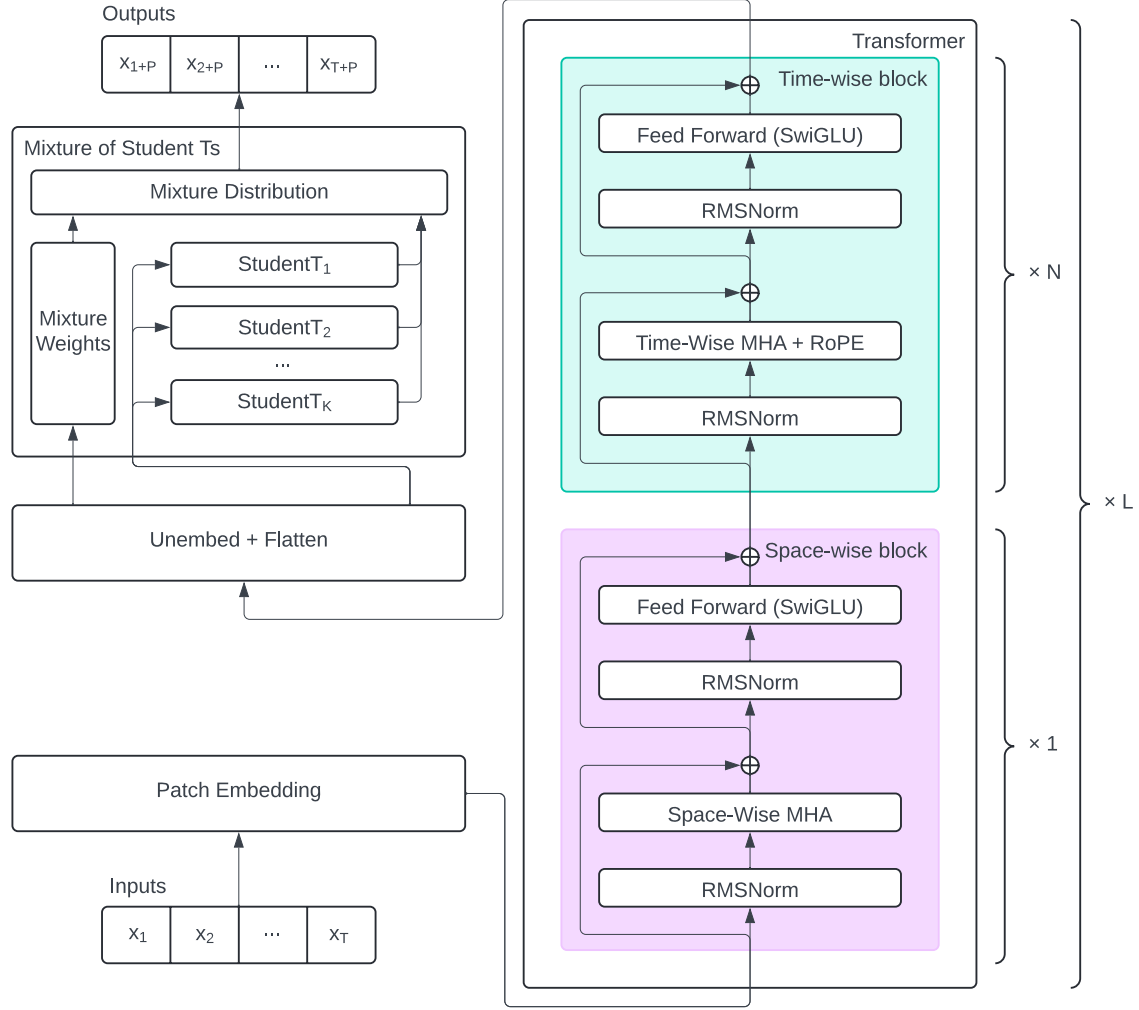 Outputs
x1+P x2+P ... xT+P
Mixture of Student Ts
Mixture Distribution
Mixture
Weights
StudentT1
StudentT2
...
StudentTK
Unembed + Flatten
Patch Embedding
Inputs
x1 x2 ... xT
Transformer
Time-wise block
Feed Forward (SwiGLU)
RMSNorm
Time-Wise MHA + RoPE
RMSNorm
× N
Space-wise block
Feed Forward (SwiGLU)
RMSNorm
Space-Wise MHA
RMSNorm
× 1
× L